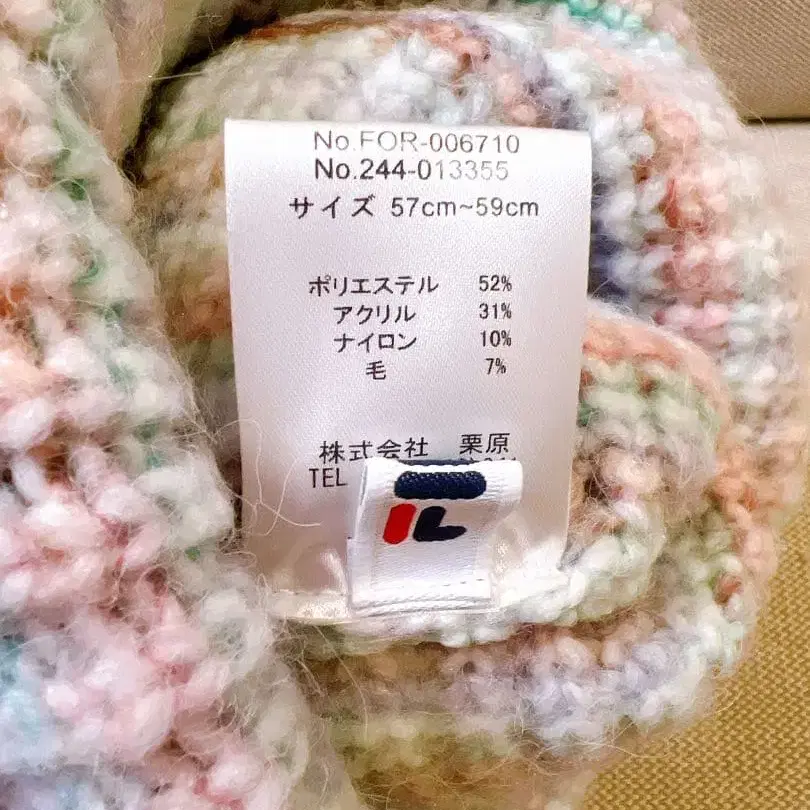 No.FOR-006710
No.244-013355
サイズ 57cm~59cm
ポリエステル 52%
アクリル 31%
ナイロン 10%
毛 7%
株式会社 栗原
TEL